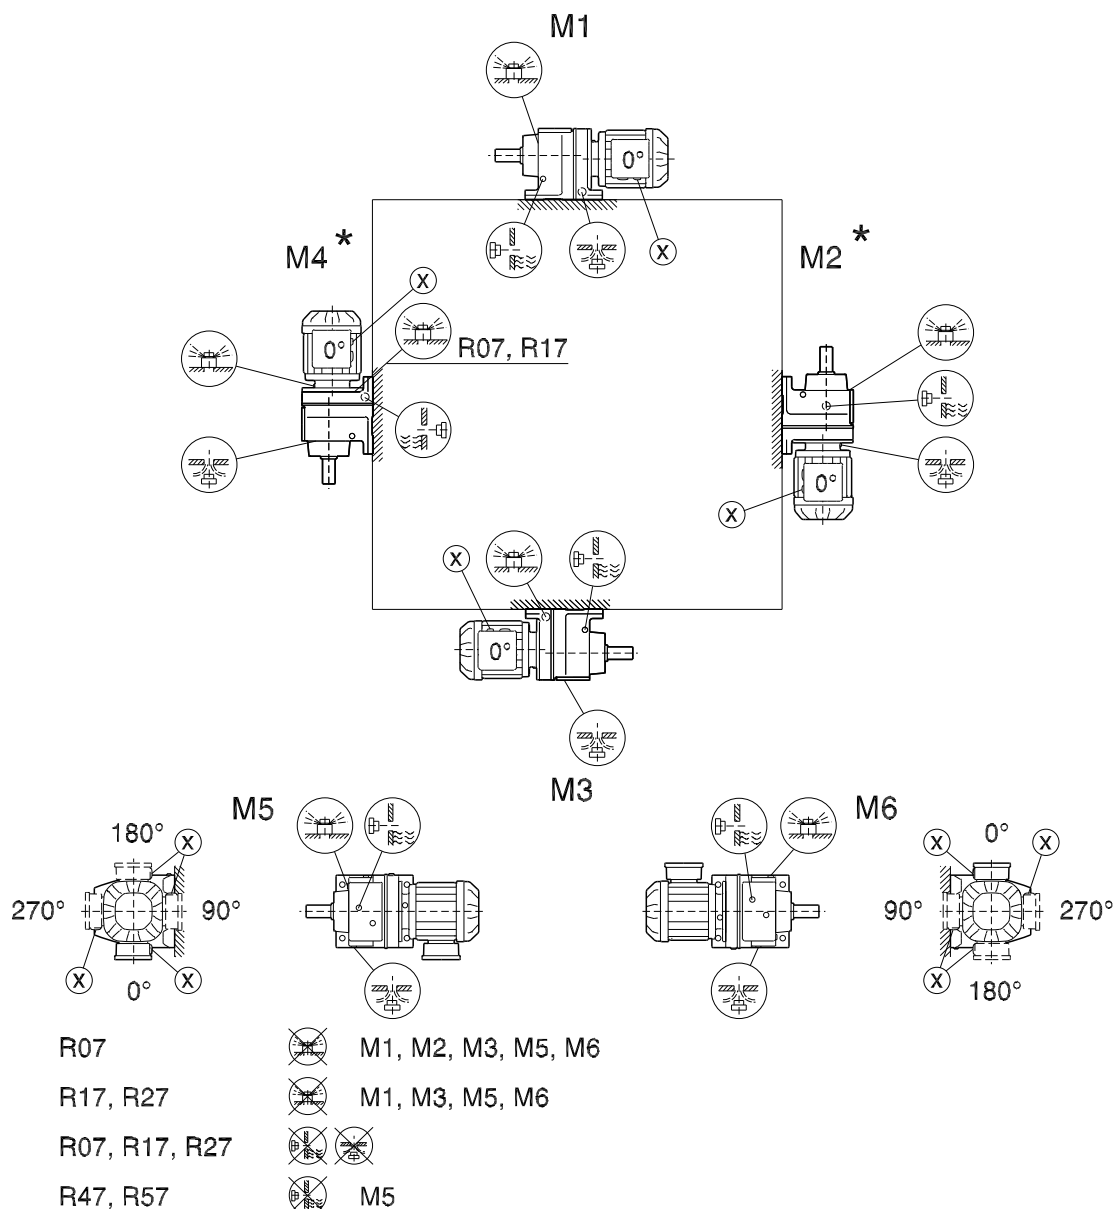 M1
0°
X
M4 *
M2 *
X
R07, R17
0°
0°
X
X
0°
M3
M5
M6
180°
X
0°
X
X
270°
90°
90°
270°
X
X
0°
X
180°
R07 M1, M2, M3, M5, M6
R17, R27 M1, M3, M5, M6
R07, R17, R27
R47, R57 M5